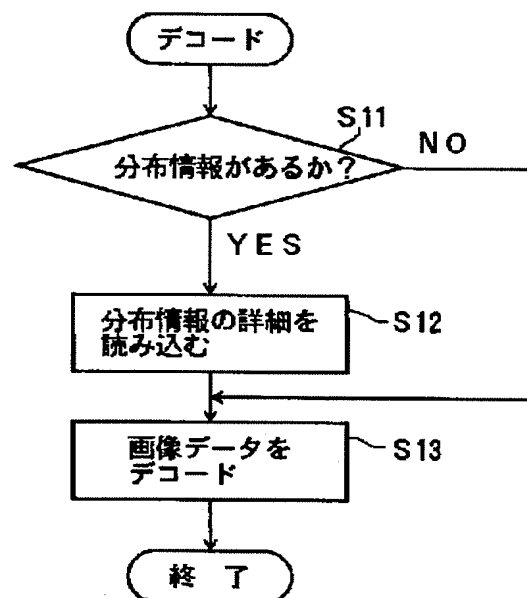 デコード
S11
分布情報があるか？
NO
YES
分布情報の詳細を
読み込む
S12
画像データを
デコード
S13
終了